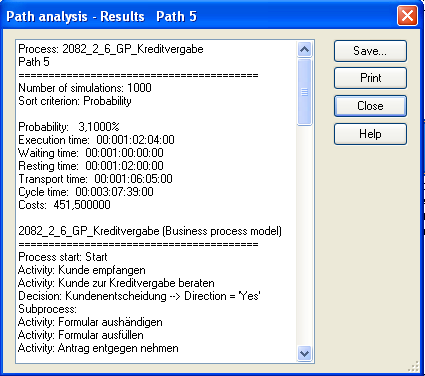 Path analysis - Results   Path 5
Process: 2082_2_6_GP_Kreditvergabe
Path 5
========================================
Number of simulations: 1000
Sort criterion: Probability
Probability:   3,1000%
Execution time:  00:001:02:04:00
Waiting time:  00:001:00:00:00
Resting time:  00:001:02:00:00
Transport time:  00:001:06:05:00
Cycle time:  00:003:07:39:00
Costs:  451,500000
2082_2_6_GP_Kreditvergabe (Business process model)
========================================
Process start: Start
Activity: Kunde empfangen
Activity: Kunde zur Kreditvergabe beraten
Decision: Kundenentscheidung --> Direction = 'Yes'
Subprocess:
Activity: Formular aushändigen
Activity: Formular ausfüllen
Activity: Antrag entgegen nehmen
Save...
Print
Close
Help